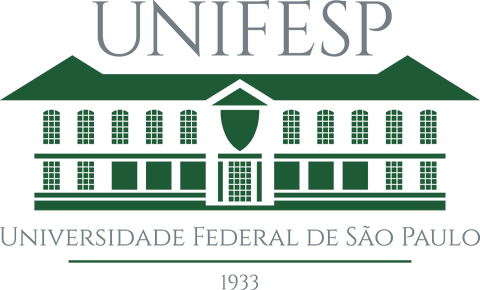 UNIFESP
UNIVERSIDADE FEDERAL DE SÃO PAULO
1933